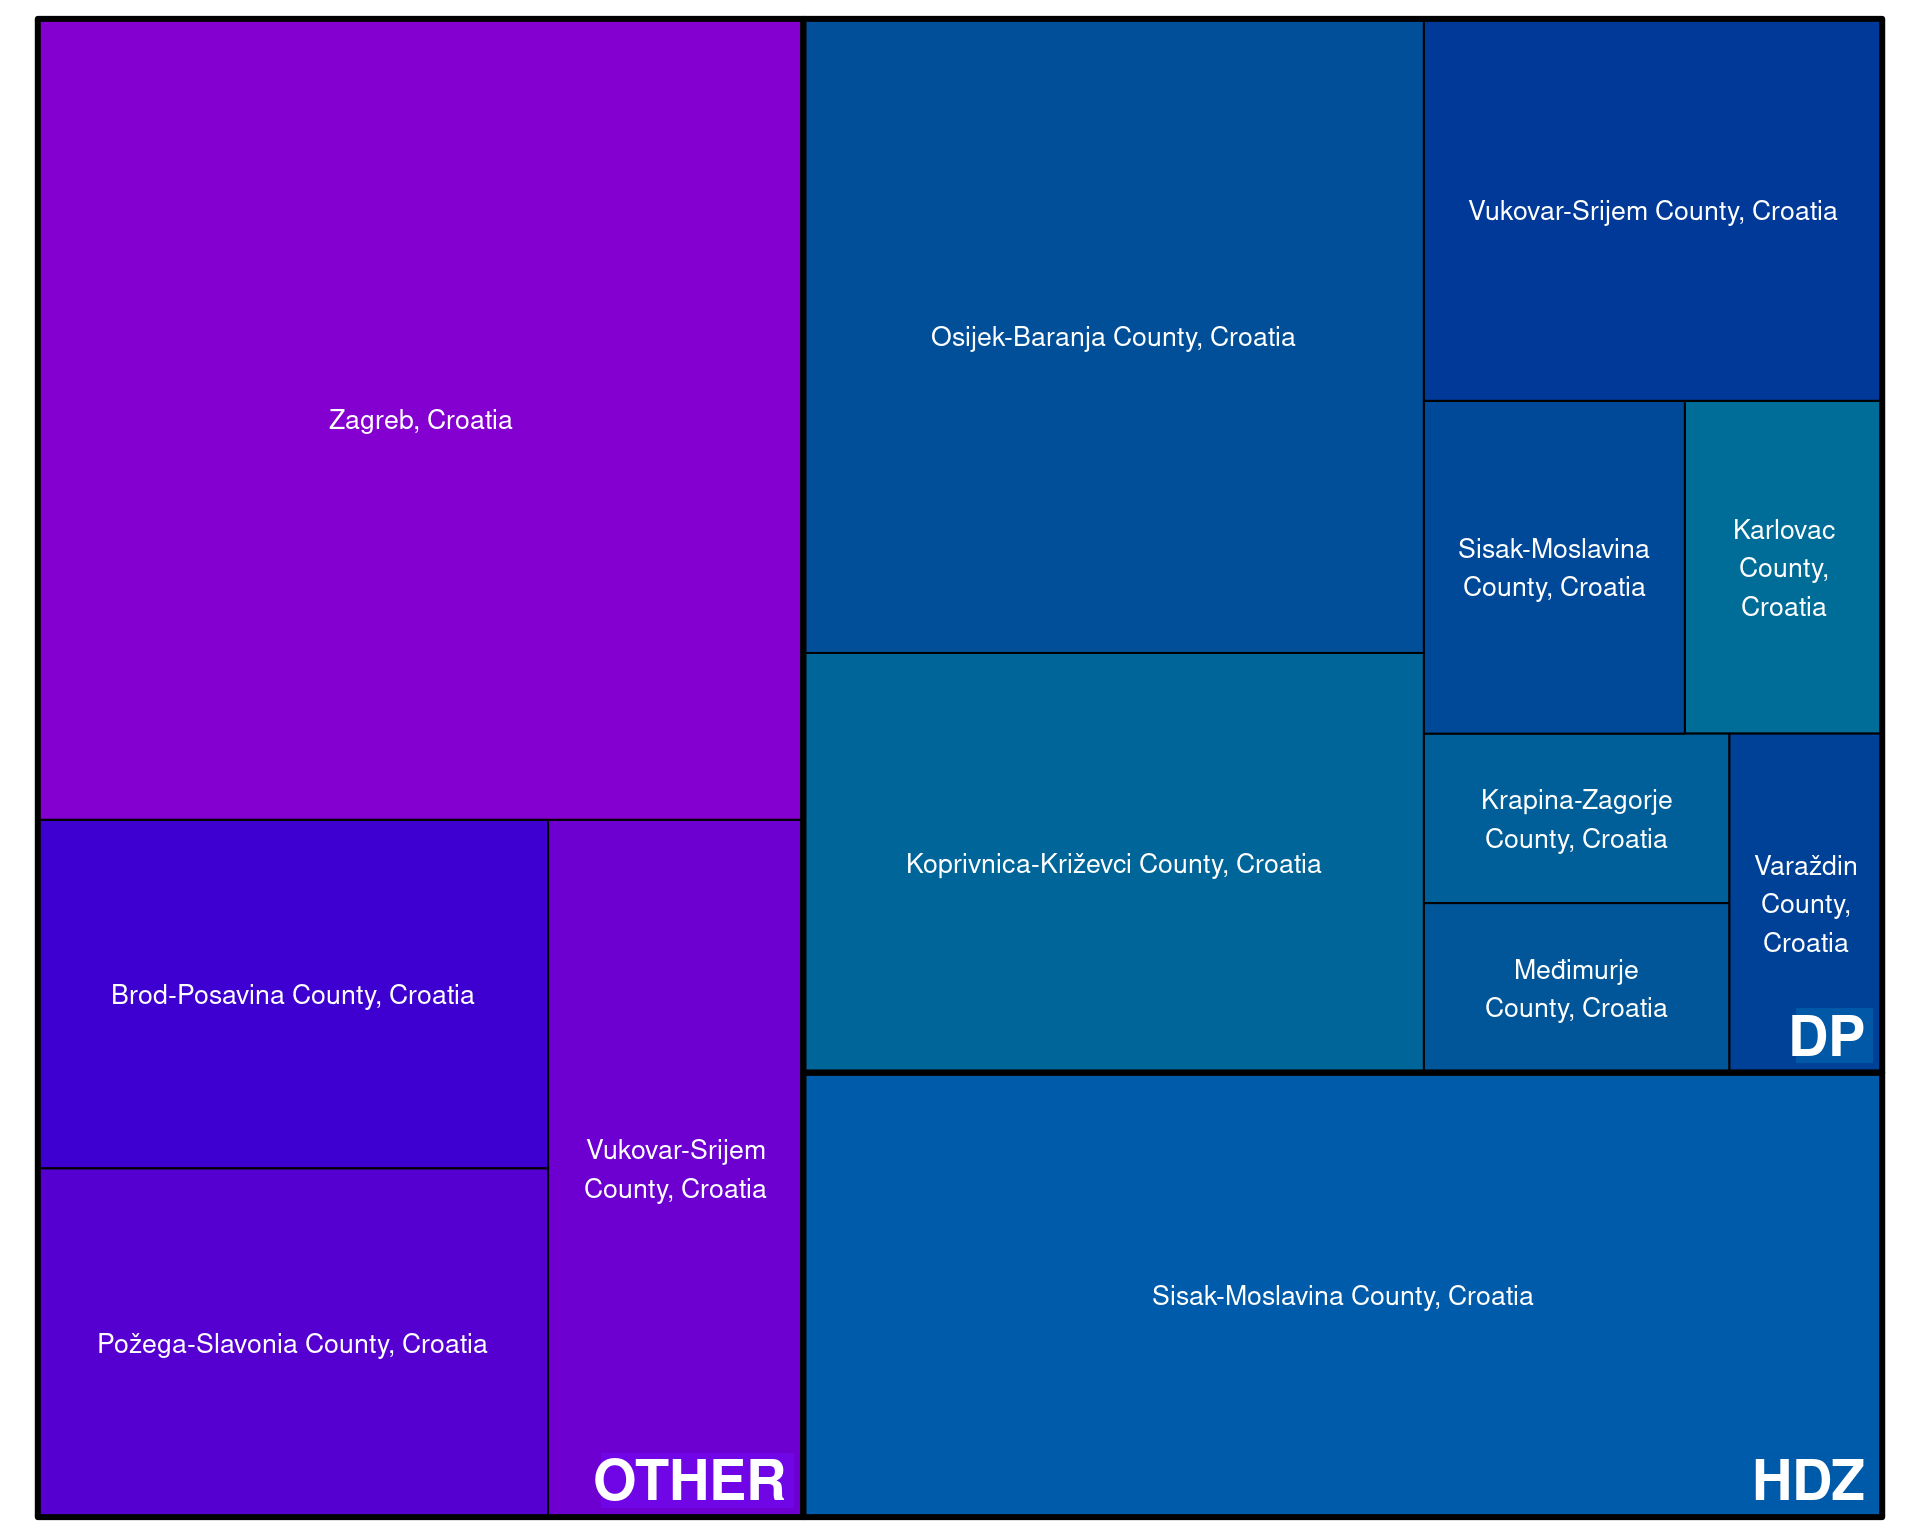 Zagreb, Croatia
Brod-Posavina County, Croatia
Požega-Slavonia County, Croatia
Vukovar-Srijem
County, Croatia
OTHER
Osijek-Baranja County, Croatia
Koprivnica-Križevci County, Croatia
Vukovar-Srijem County, Croatia
Sisak-Moslavina
County, Croatia
Karlovac
County,
Croatia
Krapina-Zagorje
County, Croatia
Međimurje
County, Croatia
Varaždin
County,
Croatia
DP
Sisak-Moslavina County, Croatia
HDZ